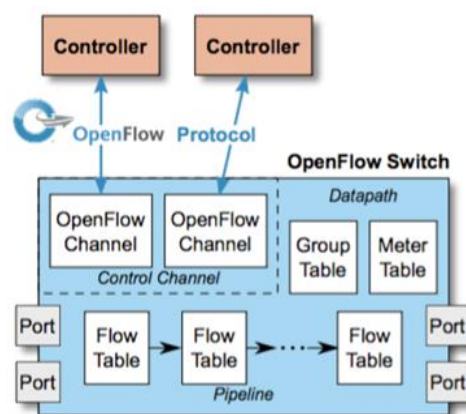 Controller
Controller
OpenFlow Protocol
OpenFlow Switch
Datapath
OpenFlow
Channel
OpenFlow
Channel
Control Channel
Group
Table
Meter
Table
Port
Port
Flow
Table
Flow
Table
Flow
Table
Pipeline
Port
Port